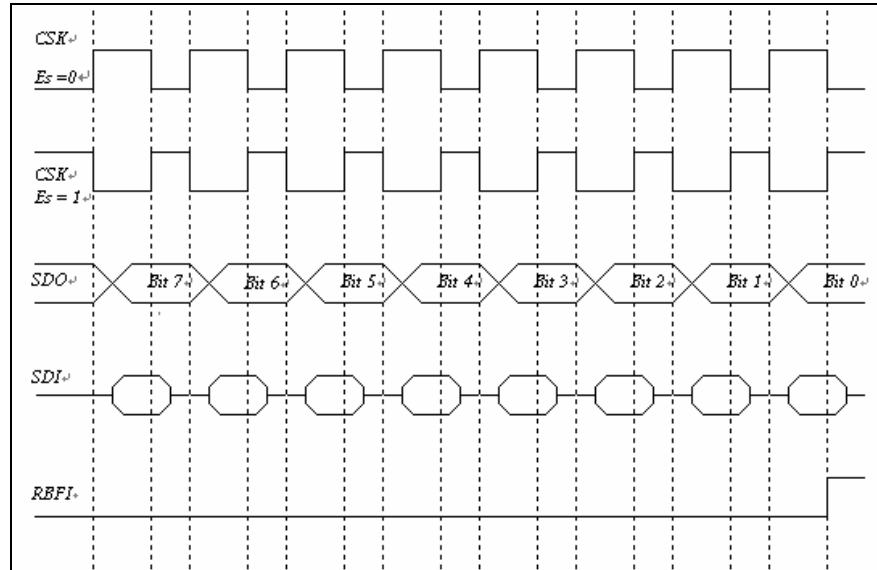 CSK↵
Es =0↵
CSK↵
Es = 1↵
SDO↵ Bit 7↵ Bit 6↵ Bit 5↵ Bit 4↵ Bit 3↵ Bit 2↵ Bit 1↵ Bit 0↵
SDI↵
RBFI↵